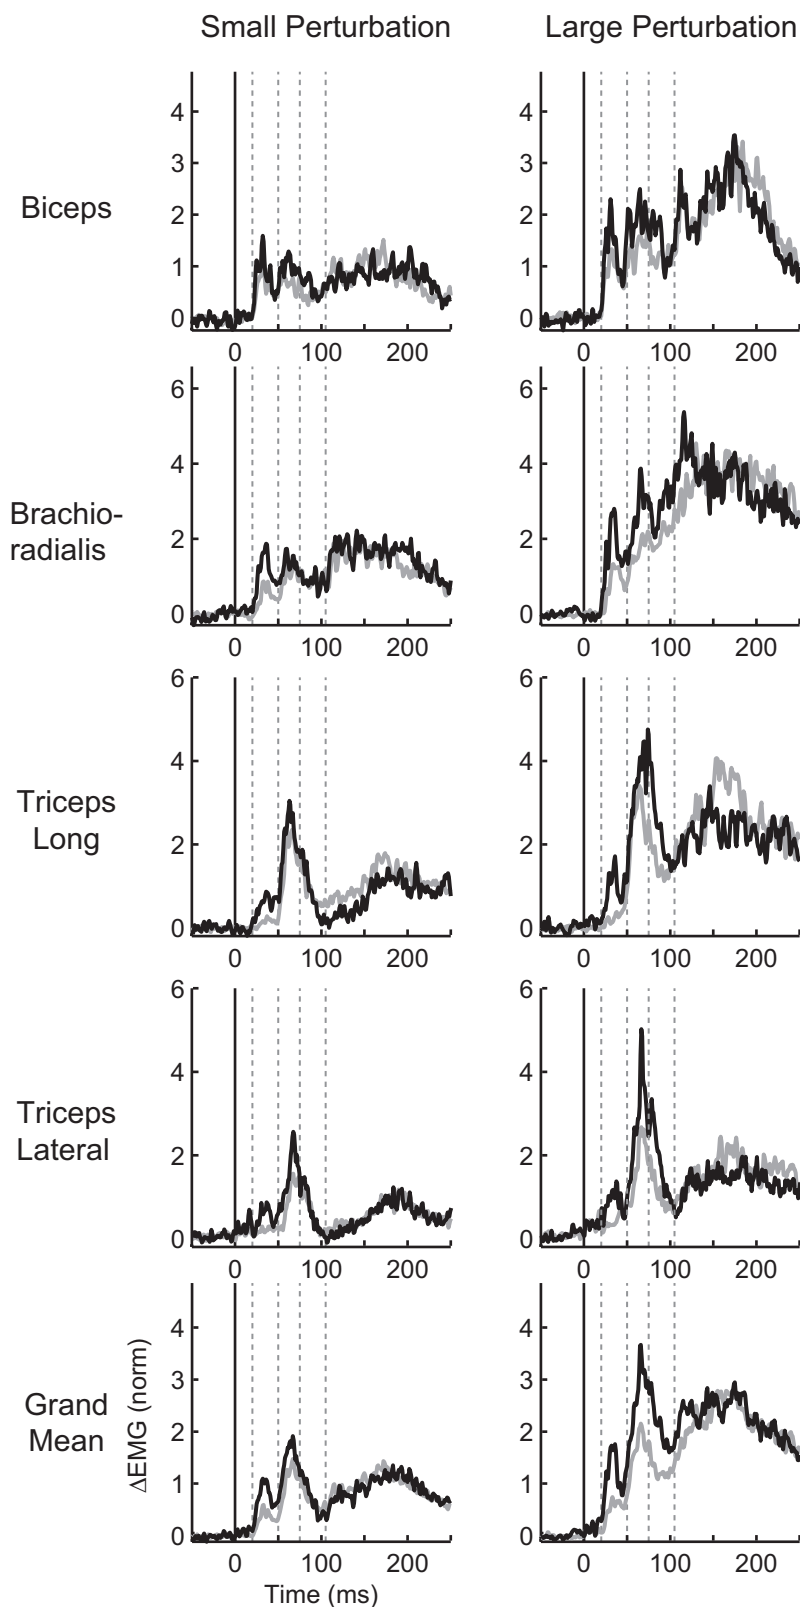 Small Perturbation Large Perturbation
4 4
3 3
Biceps
2 2
1 1
0 0
0 100 200 0 100 200
6 6
4 4
Brachio-
radialis
2 2
0 0
0 100 200 0 100 200
6 6
4 4
Triceps
Long
2 2
0 0
0 100 200 0 100 200
6 6
4 4
Triceps
Lateral
2 2
0 0
0 100 200 0 100 200
4 4
3 3
Grand
Mean
ΔEMG (norm)
2 2
1 1
0 0
0 100 200 0 100 200
Time (ms)